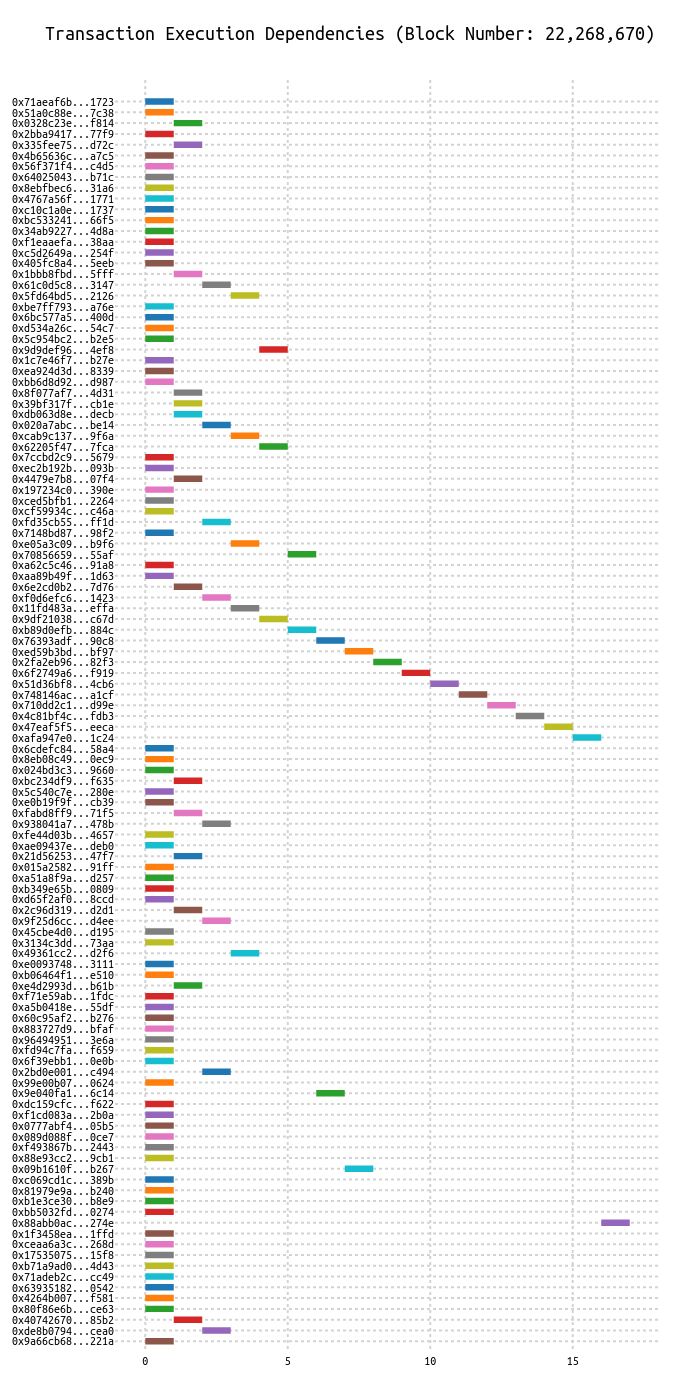 Transaction Execution Dependencies (Block Number: 22,268,670)
0x71aeaf6b...1723
0x51a0c88e...7c38
0x0328c23e...f814
0x2bba9417...77f9
0x335fee75...d72c
0x4b65636c...a7c5
0x56f371f4...c4d5
0x64025043...b71c
0x8ebfbec6...31a6
0x4767a56f...1771
0xc10c1a0e...1737
0xbc533241...66f5
0x34ab9227...4d8a
0xf1eaaefa...38aa
0xc5d2649a...254f
0x405fc8a4...5eeb
0x1bbb8fbd...5fff
0x61c0d5c8...3147
0x5fd64bd5...2126
0xbe7ff793...a76e
0x6bc577a5...400d
0xd534a26c...54c7
0x5c954bc2...b2e5
0x9d9def96...4ef8
0x1c7e46f7...b27e
0xea924d3d...8339
0xbb6d8d92...d987
0x8f077af7...4d31
0x39bf317f...cb1e
0xdb063d8e...decb
0x020a7abc...be14
0xcab9c137...9f6a
0x62205f47...7fca
0x7ccbd2c9...5679
0xec2b192b...093b
0x4479e7b8...07f4
0x197234c0...390e
0xced5bfb1...2264
0xcf59934c...c46a
0xfd35cb55...ff1d
0x7148bd87...98f2
0xe05a3c09...b9f6
0x70856659...55af
0xa62c5c46...91a8
0xaa89b49f...1d63
0x6e2cd0b2...7d76
0xf0d6efc6...1423
0x11fd483a...effa
0x9df21038...c67d
0xb89d0efb...884c
0x76393adf...90c8
0xed59b3bd...bf97
0x2fa2eb96...82f3
0x6f2749a6...f919
0x51d36bf8...4cb6
0x748146ac...a1cf
0x710dd2c1...d99e
0x4c81bf4c...fdb3
0x47eaf5f5...eeca
0xafa947e0...1c24
0x6cdefc84...58a4
0x8eb08c49...0ec9
0x024bd3c3...9660
0xbc234df9...f635
0x5c540c7e...280e
0xe0b19f9f...cb39
0xfabd8ff9...71f5
0x938041a7...478b
0xfe44d03b...4657
0xae09437e...deb0
0x21d56253...47f7
0x015a2582...91ff
0xa51a8f9a...d257
0xb349e65b...0809
0xd65f2af0...8ccd
0x2c96d319...d2d1
0x9f25d6cc...d4ee
0x45cbe4d0...d195
0x3134c3dd...73aa
0x49361cc2...d2f6
0xe0093748...3111
0xb06464f1...e510
0xe4d2993d...b61b
0xf71e59ab...1fdc
0xa5b0418e...55df
0x60c95af2...b276
0x883727d9...bfaf
0x96494951...3e6a
0xfd94c7fa...f659
0x6f39ebb1...0e0b
0x2bd0e001...c494
0x99e00b07...0624
0x9e040fa1...6c14
0xdc159cfc...f622
0xf1cd083a...2b0a
0x0777abf4...05b5
0x089d088f...0ce7
0xf493867b...2443
0x88e93cc2...9cb1
0x09b1610f...b267
0xc069cd1c...389b
0x81979e9a...b240
0xb1e3ce30...b8e9
0xbb5032fd...0274
0x88abb0ac...274e
0x1f3458ea...1ffd
0xceaa6a3c...268d
0x17535075...15f8
0xb71a9ad0...4d43
0x71adeb2c...cc49
0x63935182...0542
0x4264b007...f581
0x80f86e6b...ce63
0x40742670...85b2
0xde8b0794...cea0
0x9a66cb68...221a
0 5 10 15